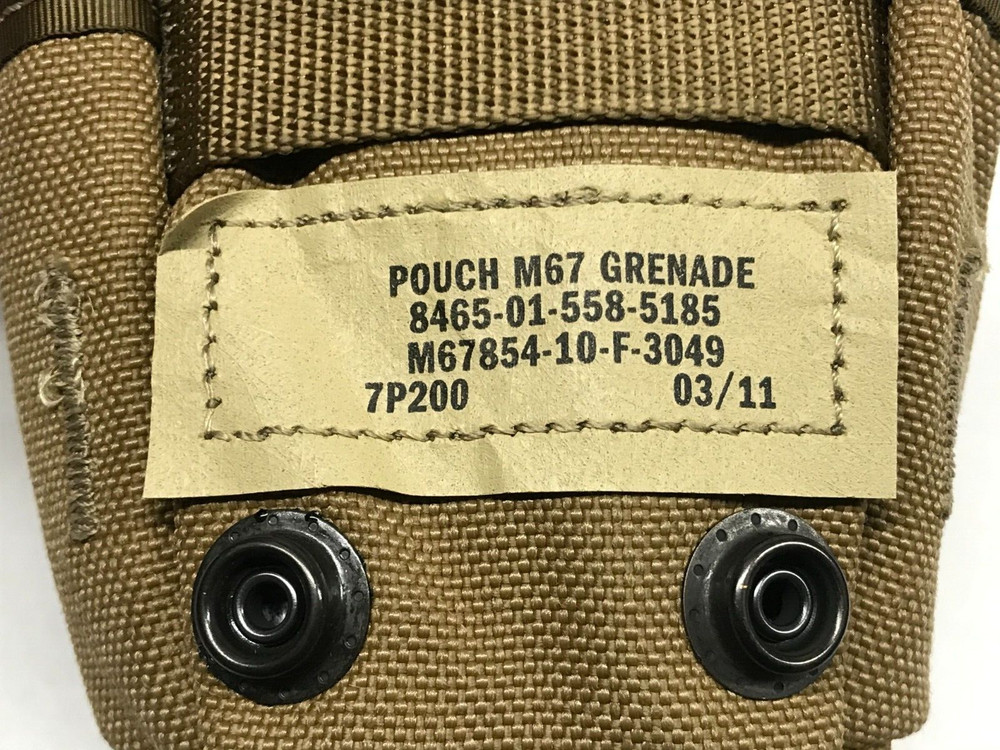 POUCH M67 GRENADE
8465-01-558-5185
M67854-10-F-3049
7P200 03/11